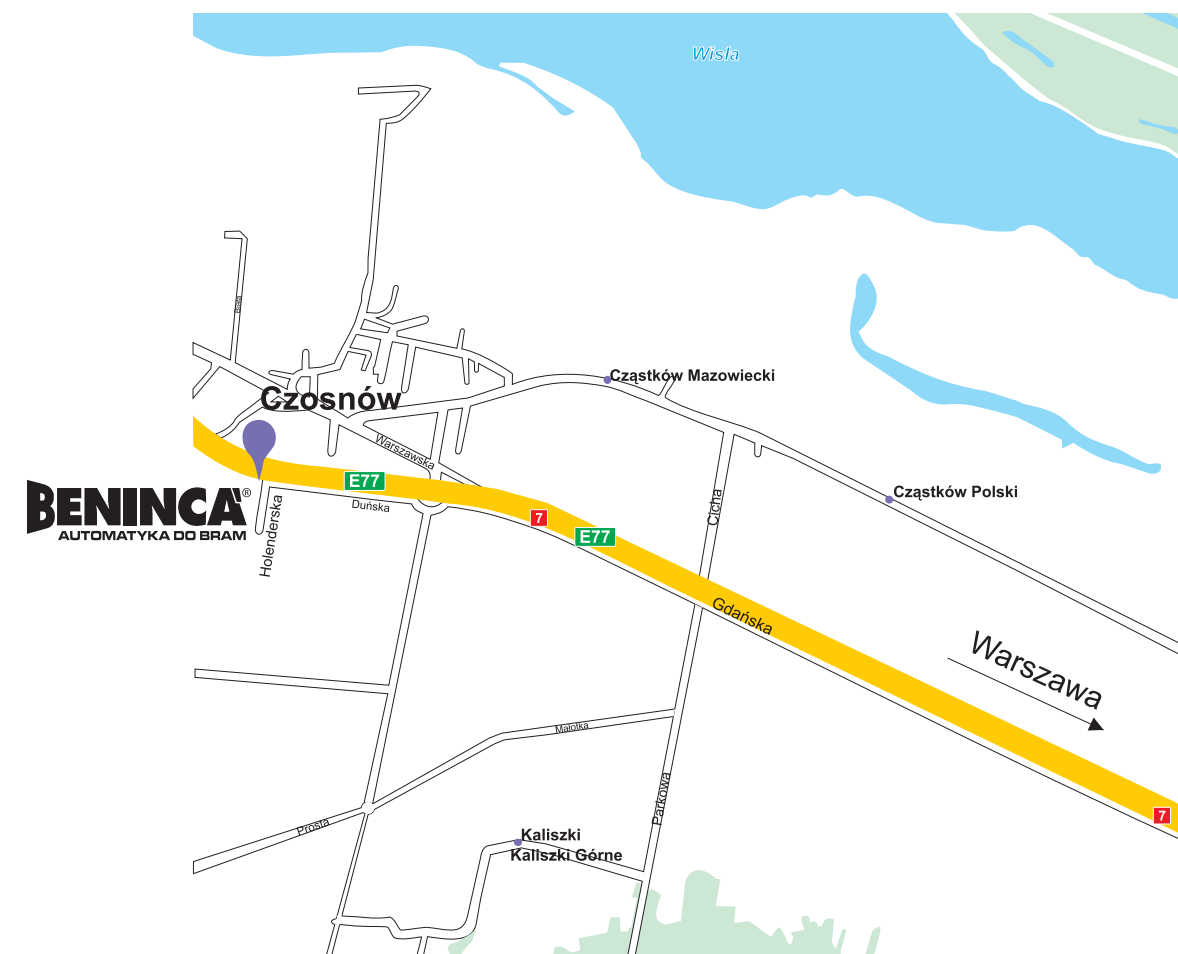 Wisła
Cząstków Mazowiecki
Czosnów
Warszawska
E77
Cząstków Polski
BENINCA®
AUTOMATYKA DO BRAM
Duńska
Holenderska
Cicha
7
E77
Gdańska
Warszawa
Małotka
Parkowa
7
Prosta
Kaliszki
Kaliszki Górne